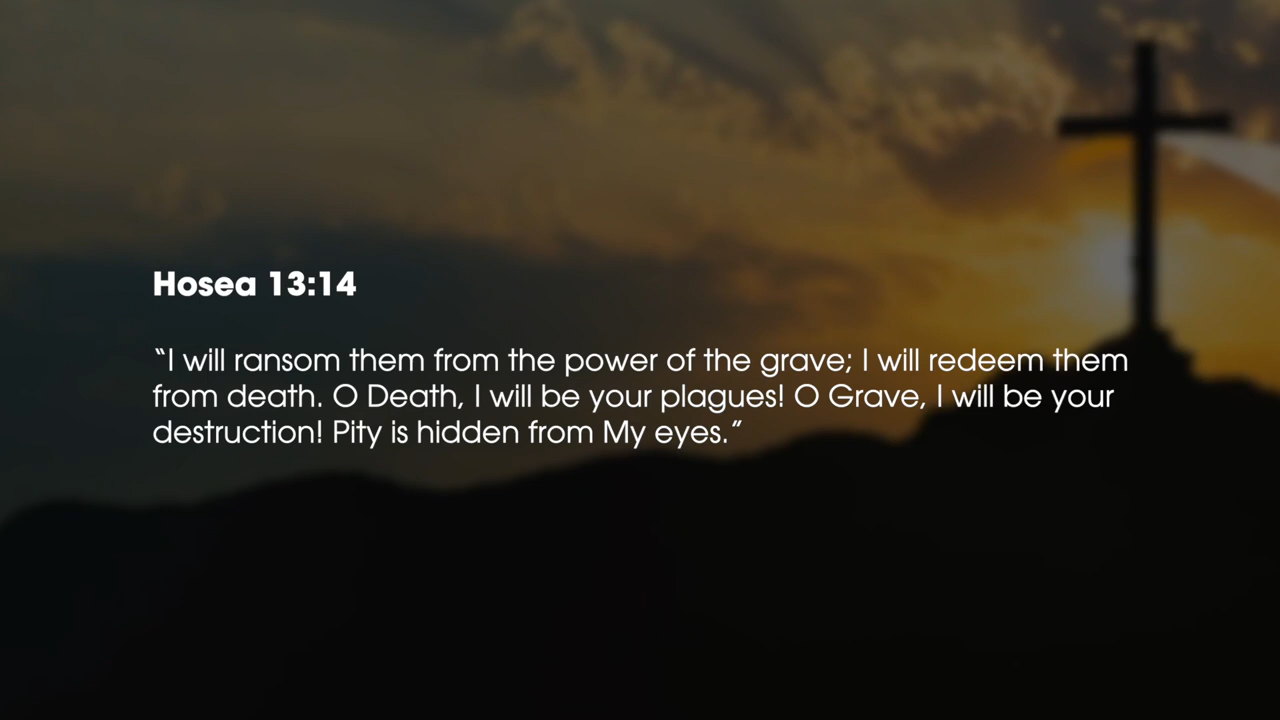 Hosea 13:14
“I will ransom them from the power of the grave; I will redeem them
from death. O Death, I will be your plagues! O Grave, I will be your
destruction! Pity is hidden from My eyes.”